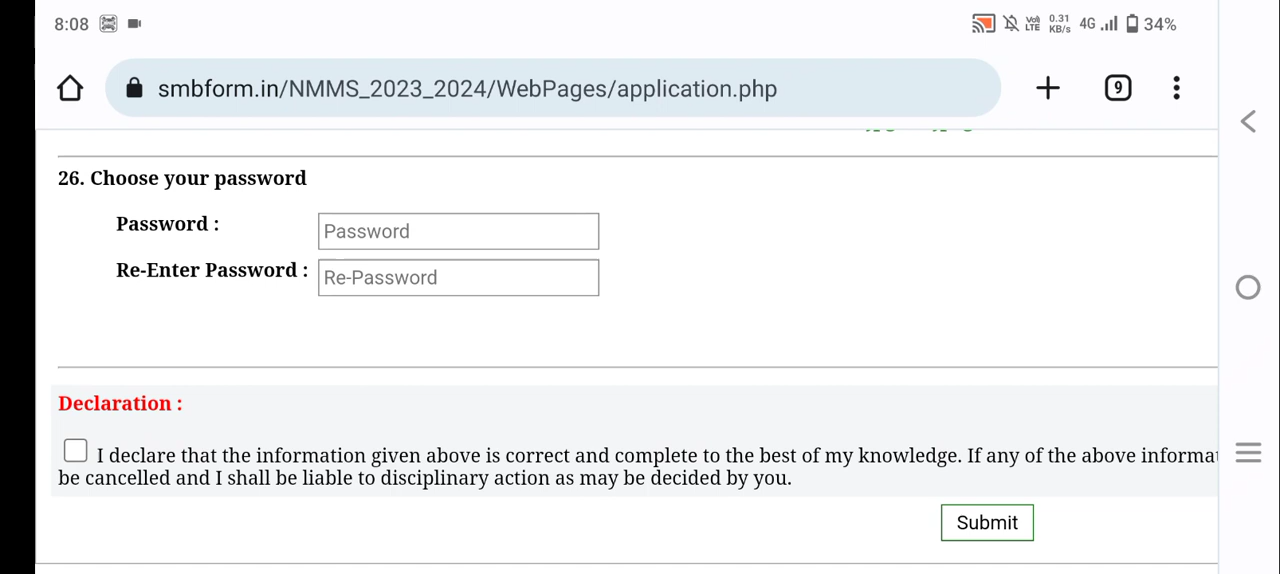 8:08 Vo) LTE 0.31 KB/s 4G 34%
smbform.in/NMMS_2023_2024/WebPages/application.php 9
26. Choose your password
Password : Password
Re-Enter Password : Re-Password
Declaration :
I declare that the information given above is correct and complete to the best of my knowledge. If any of the above informat
be cancelled and I shall be liable to disciplinary action as may be decided by you.
Submit